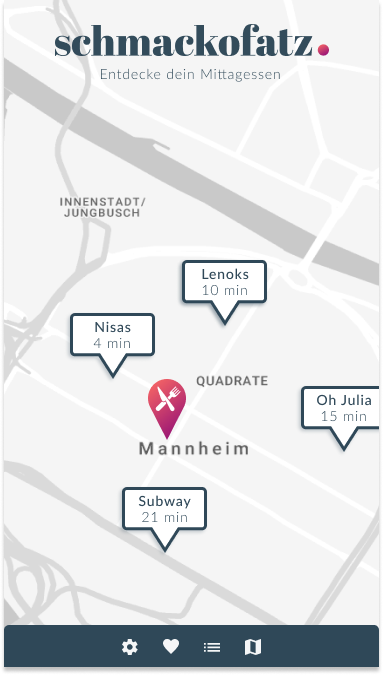 schmackofatz.
Entdecke dein Mittagessen
INNENSTADT/
JUNGBUSCH
Lenoks
10 min
Nisas
4 min
QUADRATE
Oh Julia
15 min
Mannheim
Subway
21 min